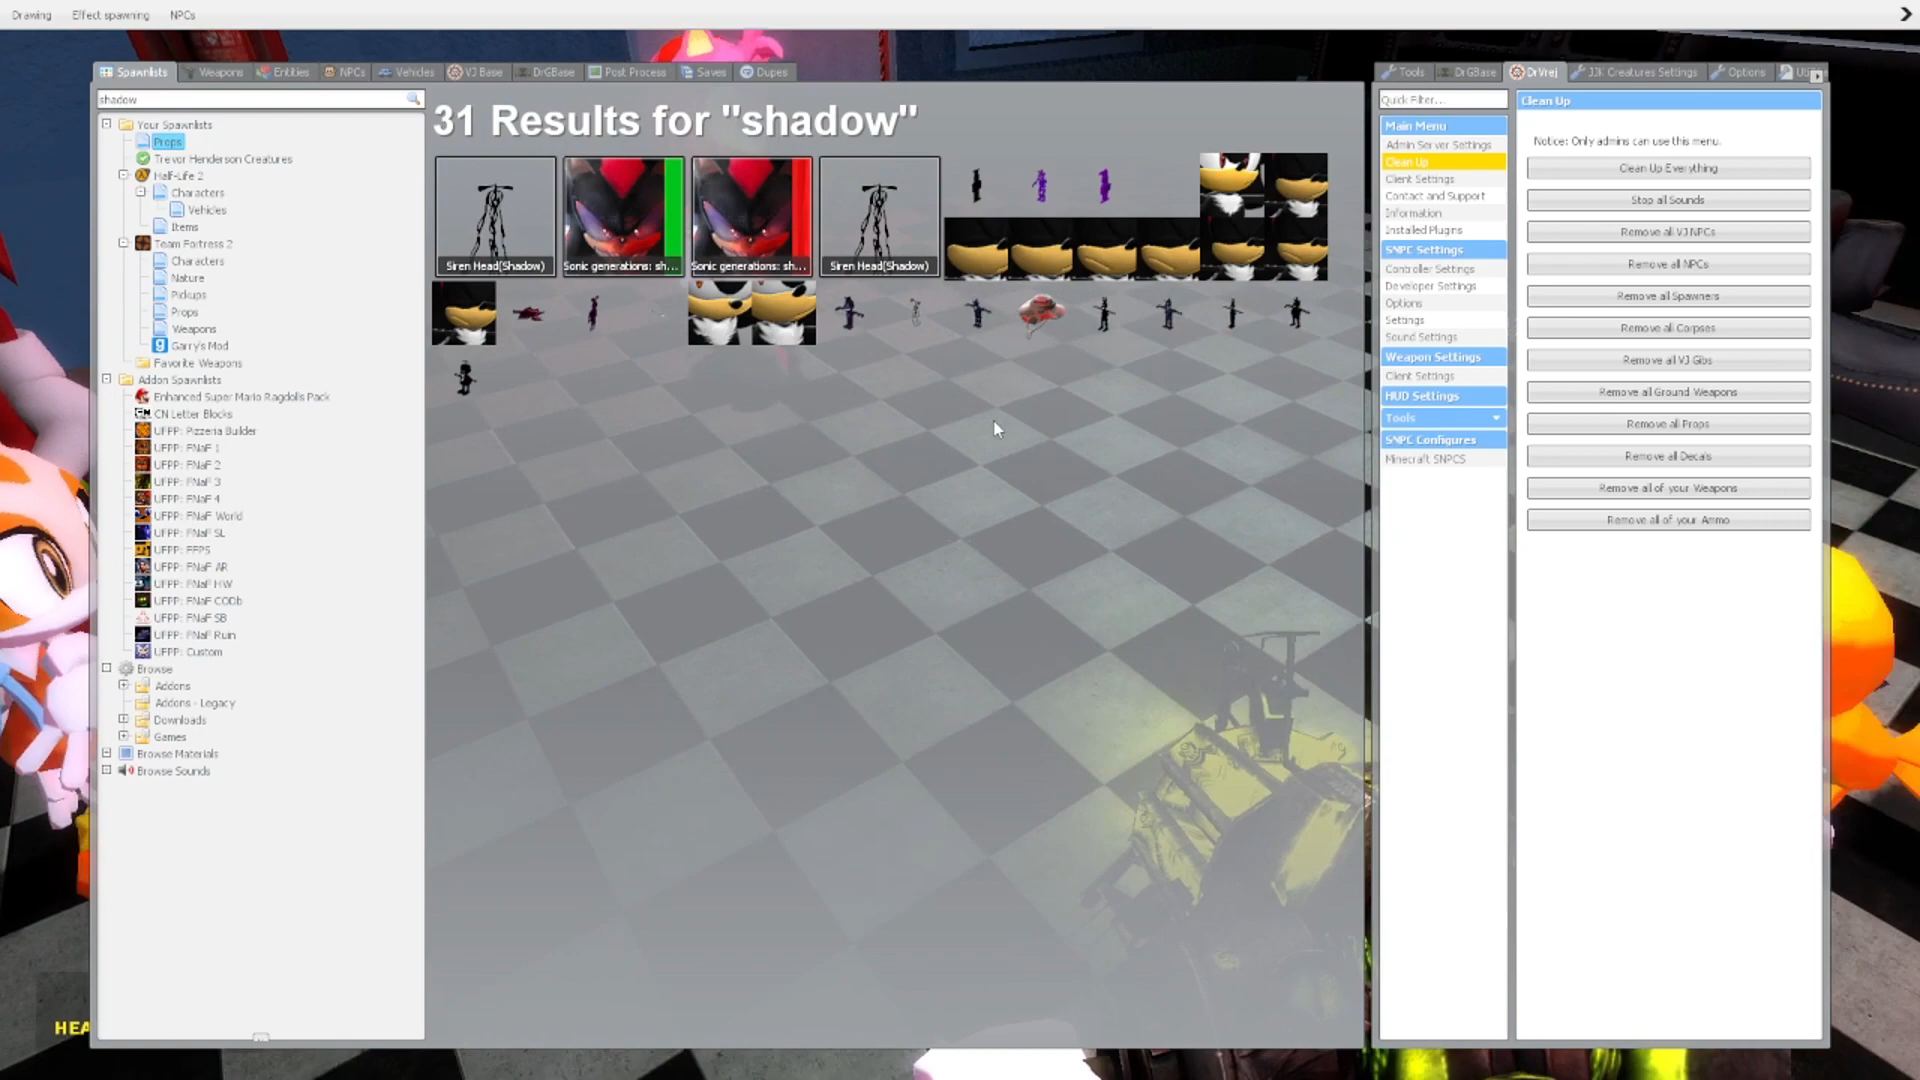 Drawing Effect spawning NPCs
Spawnlists Weapons Entities NPCs Vehicles VJ Base DrGBase Post Process Saves Dupes
shadow
Your Spawnlists
Props
Trevor Henderson Creatures
Half-Life 2
Characters
Vehicles
Items
Team Fortress 2
Characters
Nature
Pickups
Props
Weapons
Garry's Mod
Favorite Weapons
Addon Spawnlists
Enhanced Super Mario Ragdolls Pack
CN Letter Blocks
UFPP: Pizzeria Builder
UFPP: FNaF 1
UFPP: FNaF 2
UFPP: FNaF 3
UFPP: FNaF 4
UFPP: FNaF World
UFPP: FNaF SL
UFPP: FFPS
UFPP: FNaF AR
UFPP: FNaF HW
UFPP: FNaF CODb
UFPP: FNaF SB
UFPP: FNaF Ruin
UFPP: Custom
Browse
Addons
Addons - Legacy
Downloads
Games
Browse Materials
Browse Sounds
31 Results for "shadow"
Siren Head(Shadow) Sonic generations: sh... Sonic generations: sh... Siren Head(Shadow)
Tools DrGBase DrVrej JJK Creatures Settings Options
Quick Filter...
Main Menu
Admin Server Settings
Clean Up
Client Settings
Contact and Support
Information
Installed Plugins
SNPC Settings
Controller Settings
Developer Settings
Options
Settings
Sound Settings
Weapon Settings
Client Settings
HUD Settings
Tools
SNPC Configures
Minecraft SNPCS
Clean Up
Notice: Only admins can use this menu.
Clean Up Everything
Stop all Sounds
Remove all VJ NPCs
Remove all NPCs
Remove all Spawners
Remove all Corpses
Remove all VJ Gibs
Remove all Ground Weapons
Remove all Props
Remove all Decals
Remove all of your Weapons
Remove all of your Ammo
HEA